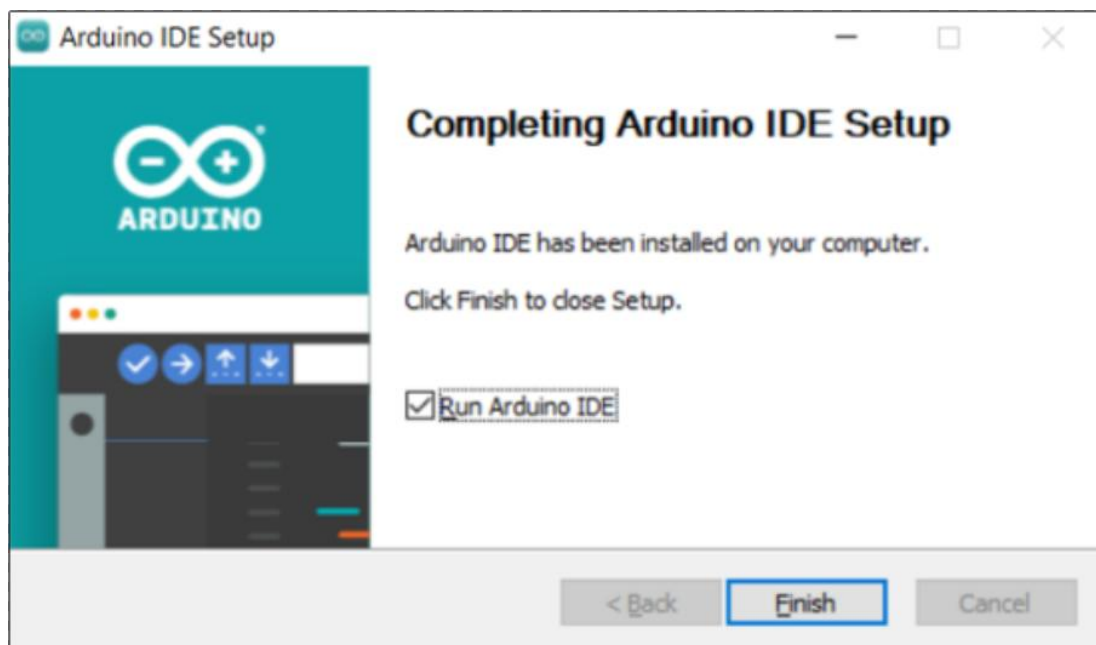 Arduino IDE Setup
ARDUINO
Completing Arduino IDE Setup
Arduino IDE has been installed on your computer.
Click Finish to close Setup.
Run Arduino IDE
< Back
Finish
Cancel